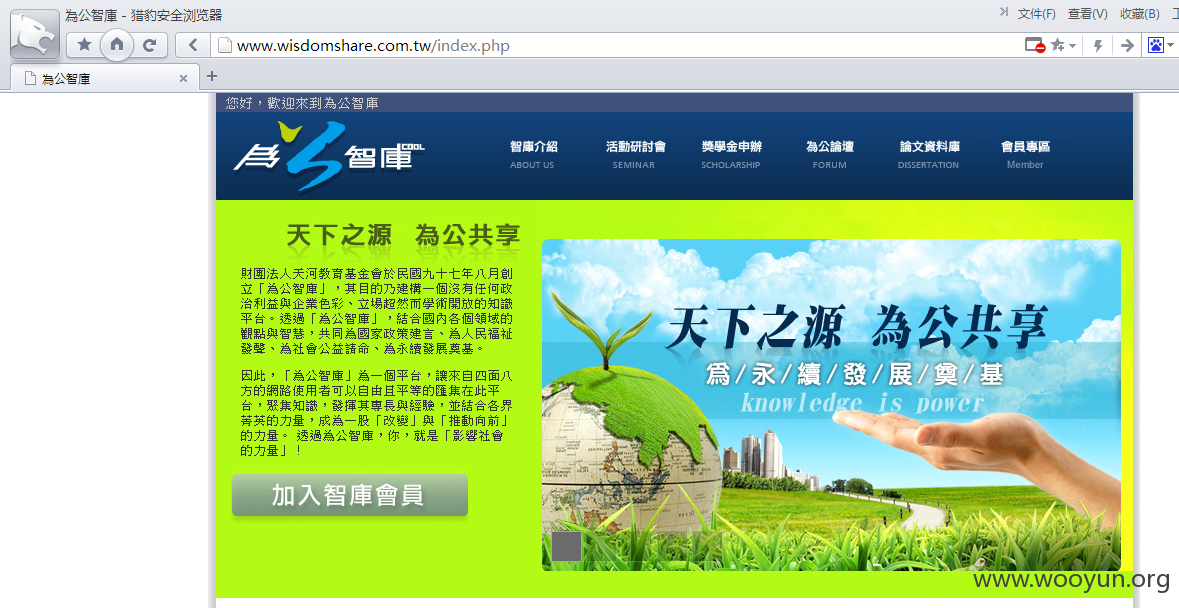 為公智庫 - 猎豹安全浏览器
文件(F) 查看(V) 收藏(B)
www.wisdomshare.com.tw/index.php
為公智庫
您好，歡迎來到為公智庫
為公智庫 COOL
智庫介紹 活動研討會 獎學金申辦 為公論壇 論文資料庫 會員專區
ABOUT US SEMINAR SCHOLARSHIP FORUM DISSERTATION Member
天下之源 為公共享
財團法人天河教育基金會於民國九十七年八月創
立「為公智庫」，其目的乃建構一個沒有任何政
治利益與企業色彩、立場超然而學術開放的知識
平台。透過「為公智庫」，結合國內各個領域的
觀點與智慧，共同為國家政策建言、為人民福祉
發聲、為社會公益請命、為永續發展奠基。
因此，「為公智庫」為一個平台，讓來自四面八
方的網路使用者可以自由且平等的匯集在此平
台，聚集知識，發揮其專長與經驗，並結合各界
菁英的力量，成為一股「改變」與「推動向前」
的力量。 透過為公智庫，你，就是「影響社會
的力量」！
加入智庫會員
天下之源 為公共享
為/永/續/發/展/奠/基
knowledge is power
www.wooyun.org